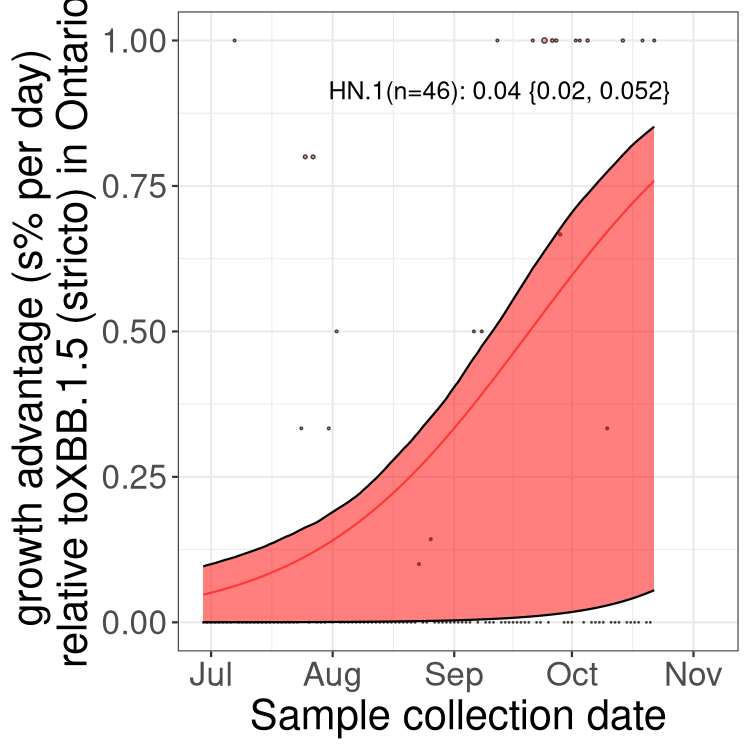 growth advantage (s% per day)
relative toXBB.1.5 (stricto) in Ontario
1.00
0.75
0.50
0.25
0.00
HN.1(n=46): 0.04 {0.02, 0.052}
Jul Aug Sep Oct Nov
Sample collection date